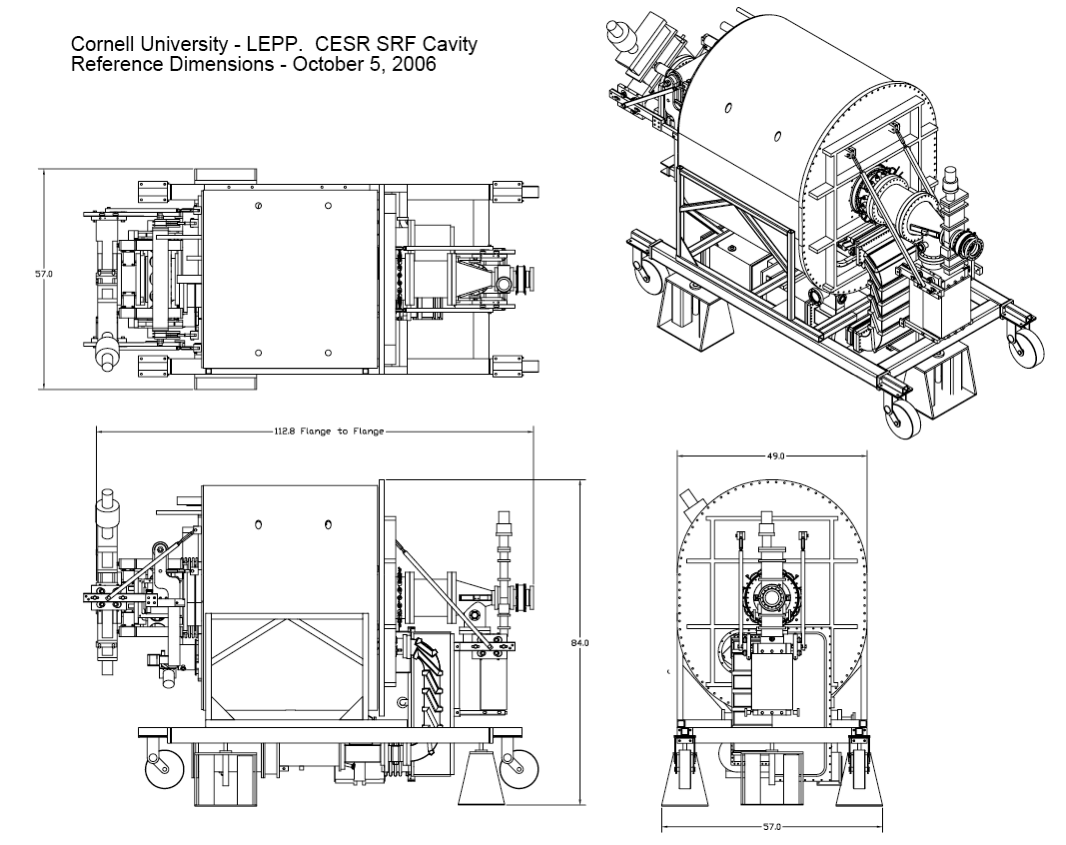 Cornell University - LEPP.  CESR SRF Cavity
Reference Dimensions - October 5, 2006
57.0
112.8 Flange to Flange
84.0
49.0
57.0